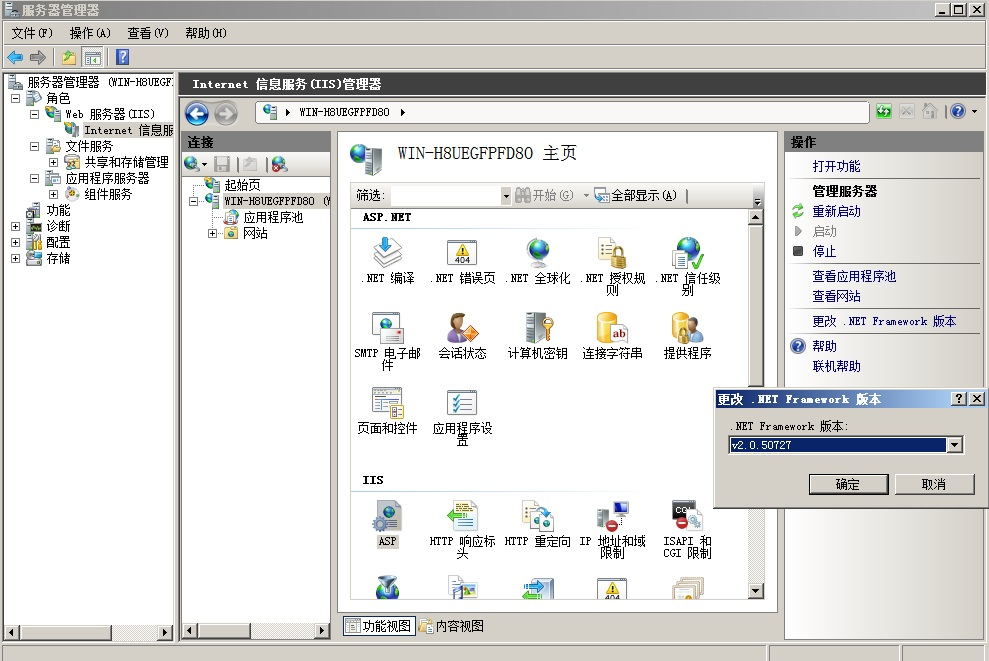 服务器管理器
文件(F) 操作(A) 查看(V) 帮助(H)
服务器管理器 (WIN-H8UEGF
角色
Web 服务器(IIS)
Internet 信息服
文件服务
共享和存储管理
应用程序服务器
组件服务
功能
诊断
配置
存储
Internet 信息服务(IIS)管理器
WIN-H8UEGFPFD8O
连接
起始页
WIN-H8UEGFPFD8O (W
应用程序池
网站
WIN-H8UEGFPFD8O 主页
筛选: 开始(G) 全部显示(A)
ASP.NET
.NET 编译
.NET 错误页
.NET 全球化
.NET 授权规则
.NET 信任级别
SMTP 电子邮件
会话状态
计算机密钥
连接字符串
提供程序
页面和控件
应用程序设置
IIS
ASP
HTTP 响应标头
HTTP 重定向
IP 地址和域限制
ISAPI 和 CGI 限制
功能视图 内容视图
操作
打开功能
管理服务器
重新启动
启动
停止
查看应用程序池
查看网站
更改 .NET Framework 版本
帮助
联机帮助
更改 .NET Framework 版本
.NET Framework 版本:
v2.0.50727
确定 取消